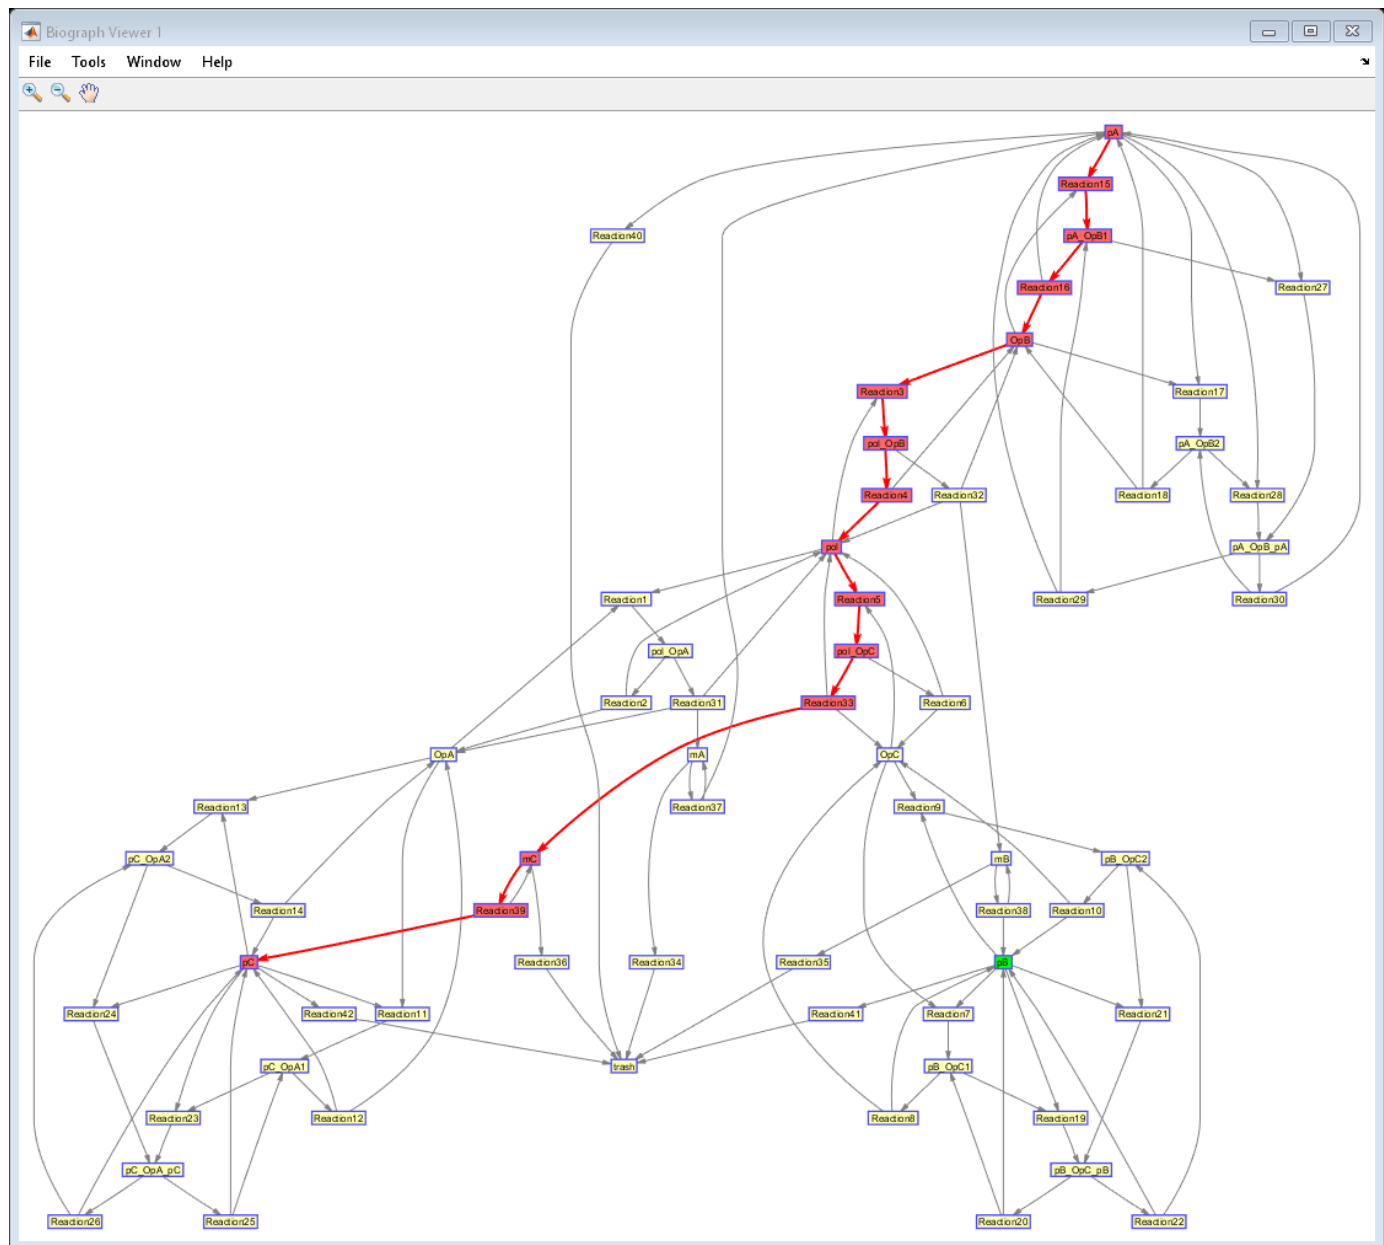 Biograph Viewer 1
File Tools Window Help
pA
Reaction15
Reaction40
pA_OpB1
Reaction16
Reaction27
OpB
Reaction3
Reaction17
pol_OpB
pA_OpB2
Reaction4
Reaction32
Reaction18
Reaction28
pol
pA_OpB_pA
Reaction1
Reaction5
Reaction29
Reaction30
pol_OpA
pol_OpC
Reaction2
Reaction31
Reaction33
Reaction6
OpA
mA
OpC
Reaction13
Reaction37
Reaction9
pC_OpA2
mC
mB
pB_OpC2
Reaction14
Reaction39
Reaction38
Reaction10
pC
Reaction36
Reaction34
Reaction35
pB
Reaction24
Reaction42
Reaction11
Reaction41
Reaction7
Reaction21
pC_OpA1
trash
pB_OpC1
Reaction23
Reaction12
Reaction8
Reaction19
pC_OpA_pC
pB_OpC_pB
Reaction26
Reaction25
Reaction20
Reaction22